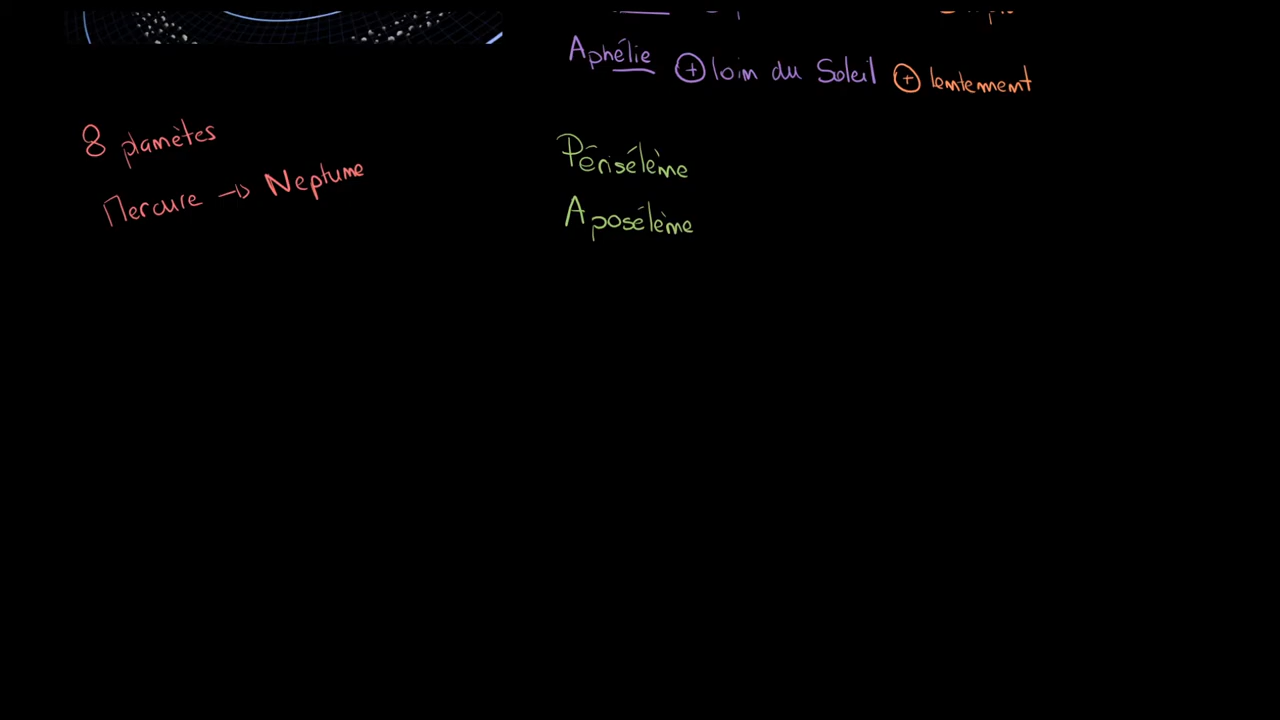 Aphélie ⊕ loin du Soleil ⊕ lentement
8 planètes
Mercure → Neptune
Périsélène
Aposélène